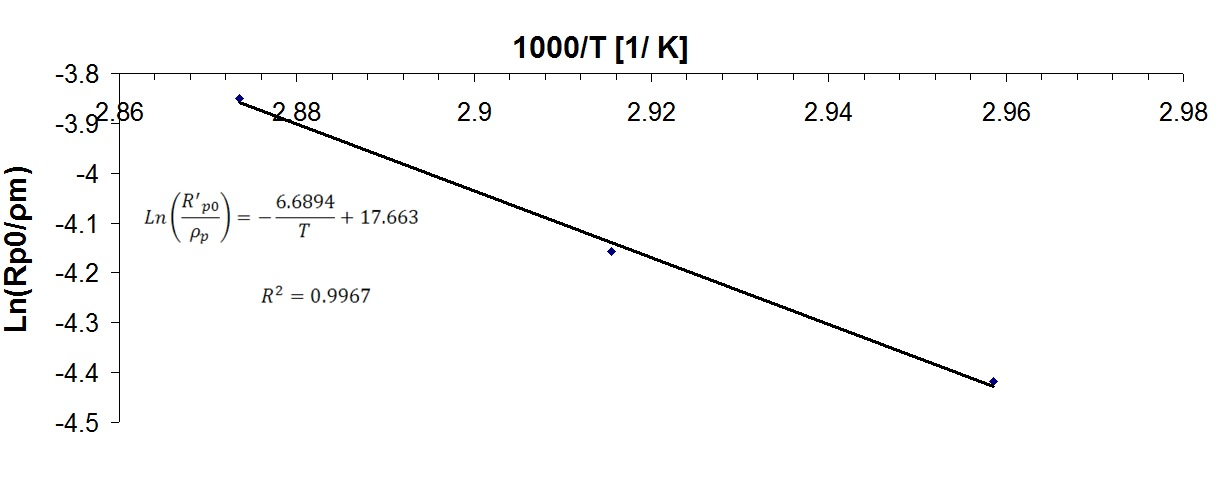 1000/T [1/ K]
-3.8
2.86 2.88 2.9 2.92 2.94 2.96 2.98
-3.9
-4
-4.1
-4.2
-4.3
-4.4
-4.5
Ln(Rp0/ρm)
Ln(R'p0/ρp) = -6.6894/T + 17.663
R² = 0.9967